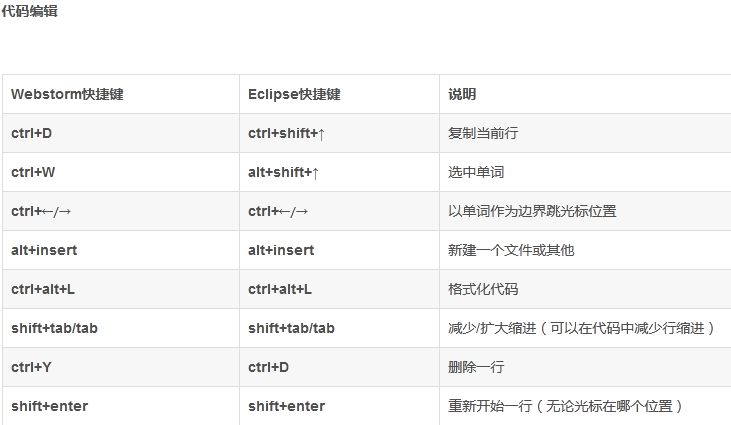 代码编辑
Webstorm快捷键 Eclipse快捷键 说明
ctrl+D ctrl+shift+↑ 复制当前行
ctrl+W alt+shift+↑ 选中单词
ctrl+←/→ ctrl+←/→ 以单词作为边界跳光标位置
alt+insert alt+insert 新建一个文件或其他
ctrl+alt+L ctrl+alt+L 格式化代码
shift+tab/tab shift+tab/tab 减少/扩大缩进（可以在代码中减少行缩进）
ctrl+Y ctrl+D 删除一行
shift+enter shift+enter 重新开始一行（无论光标在哪个位置）